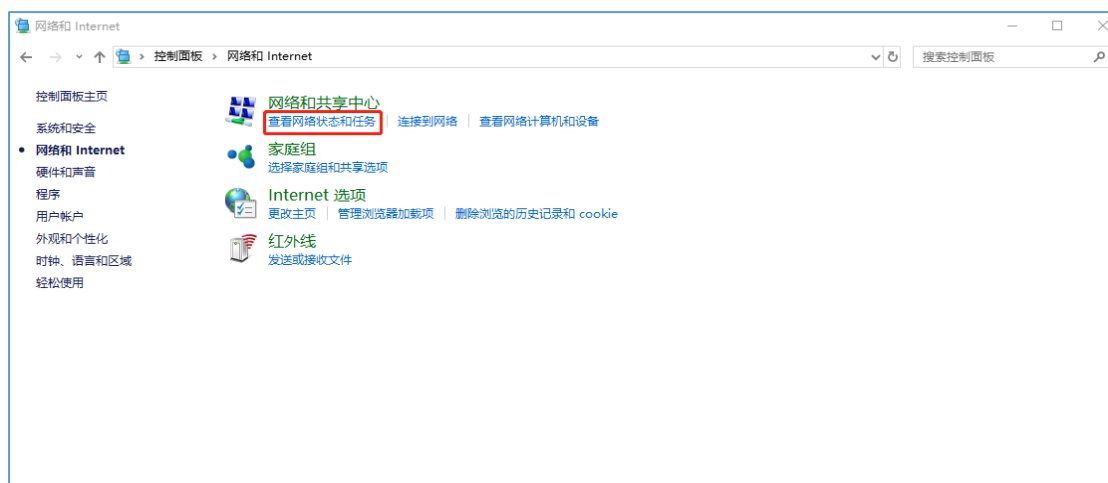 网络和 Internet
控制面板 › 网络和 Internet
搜索控制面板
控制面板主页
系统和安全
网络和 Internet
硬件和声音
程序
用户帐户
外观和个性化
时钟、语言和区域
轻松使用
网络和共享中心
查看网络状态和任务 连接到网络 查看网络计算机和设备
家庭组
选择家庭组和共享选项
Internet 选项
更改主页 管理浏览器加载项 删除浏览的历史记录和 cookie
红外线
发送或接收文件